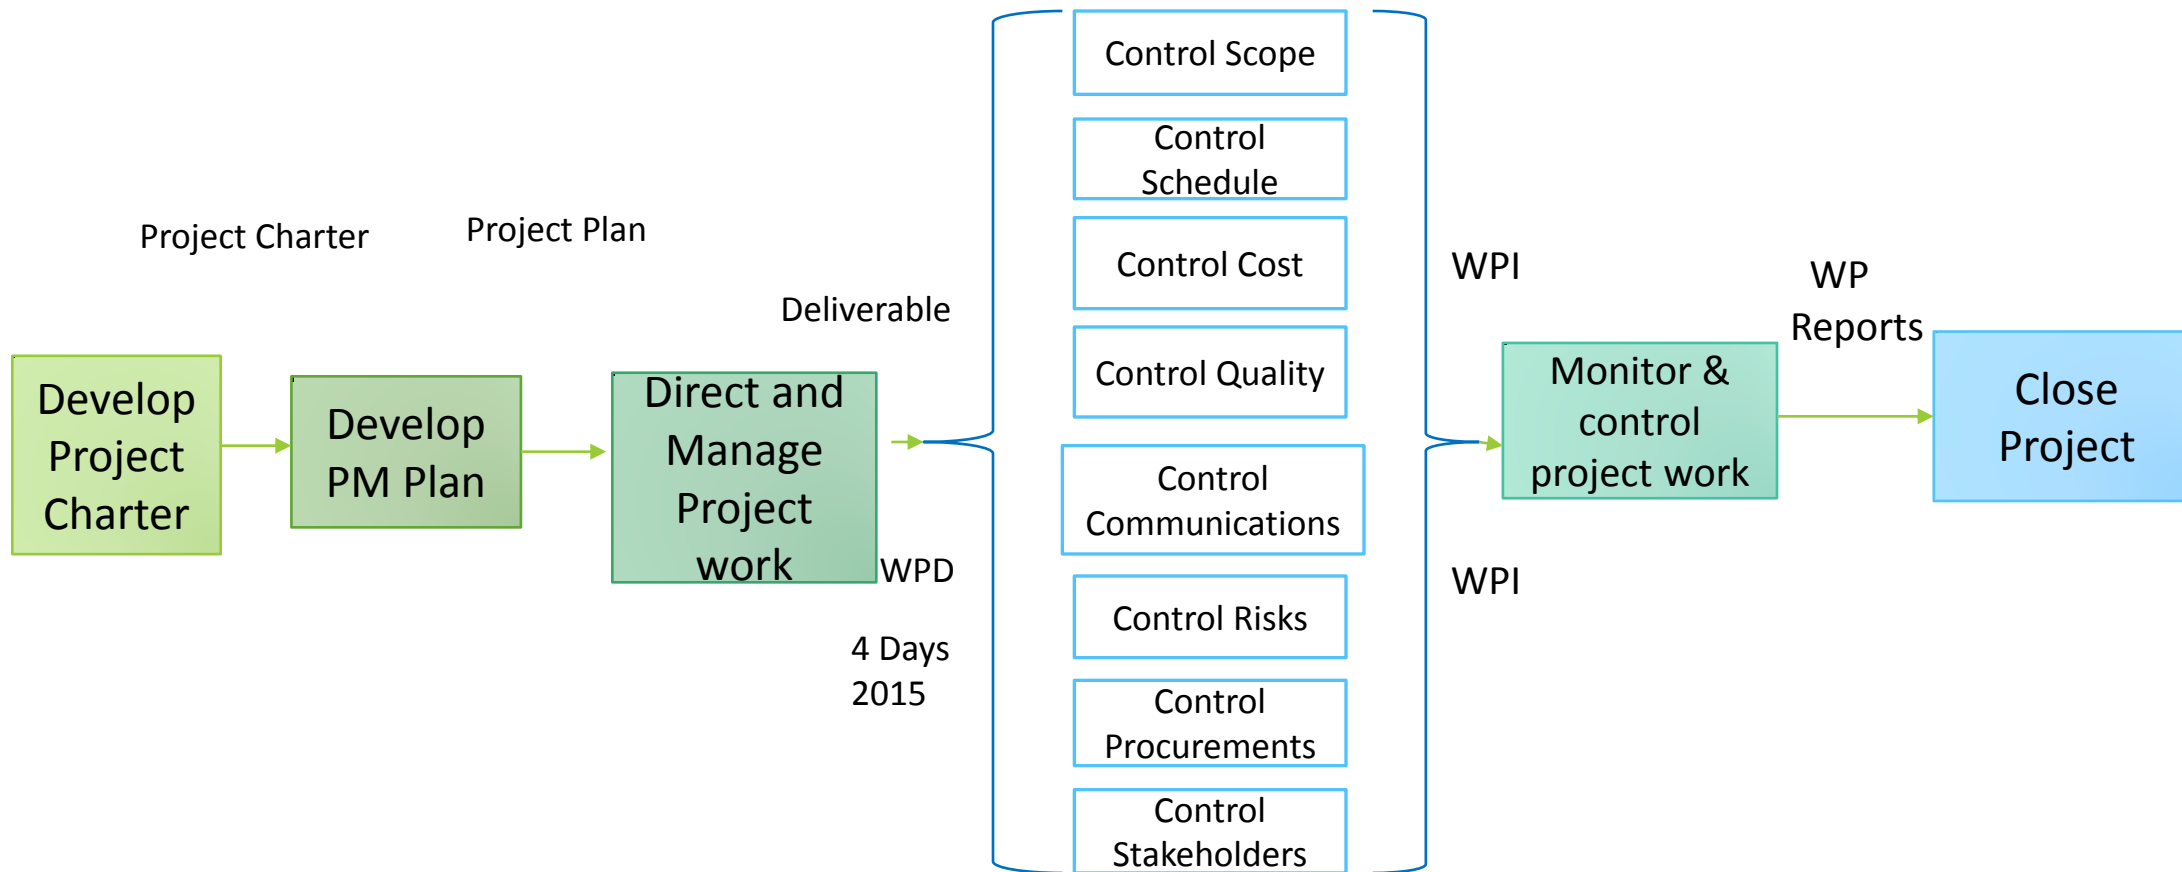 Project Charter
Project Plan
Deliverable
Develop
Project
Charter
Develop
PM Plan
Direct and
Manage
Project
work
WPD
4 Days
2015
Control Scope
Control
Schedule
Control Cost
Control Quality
Control
Communications
Control Risks
Control
Procurements
Control
Stakeholders
WPI
WPI
Monitor &
control
project work
WP
Reports
Close
Project